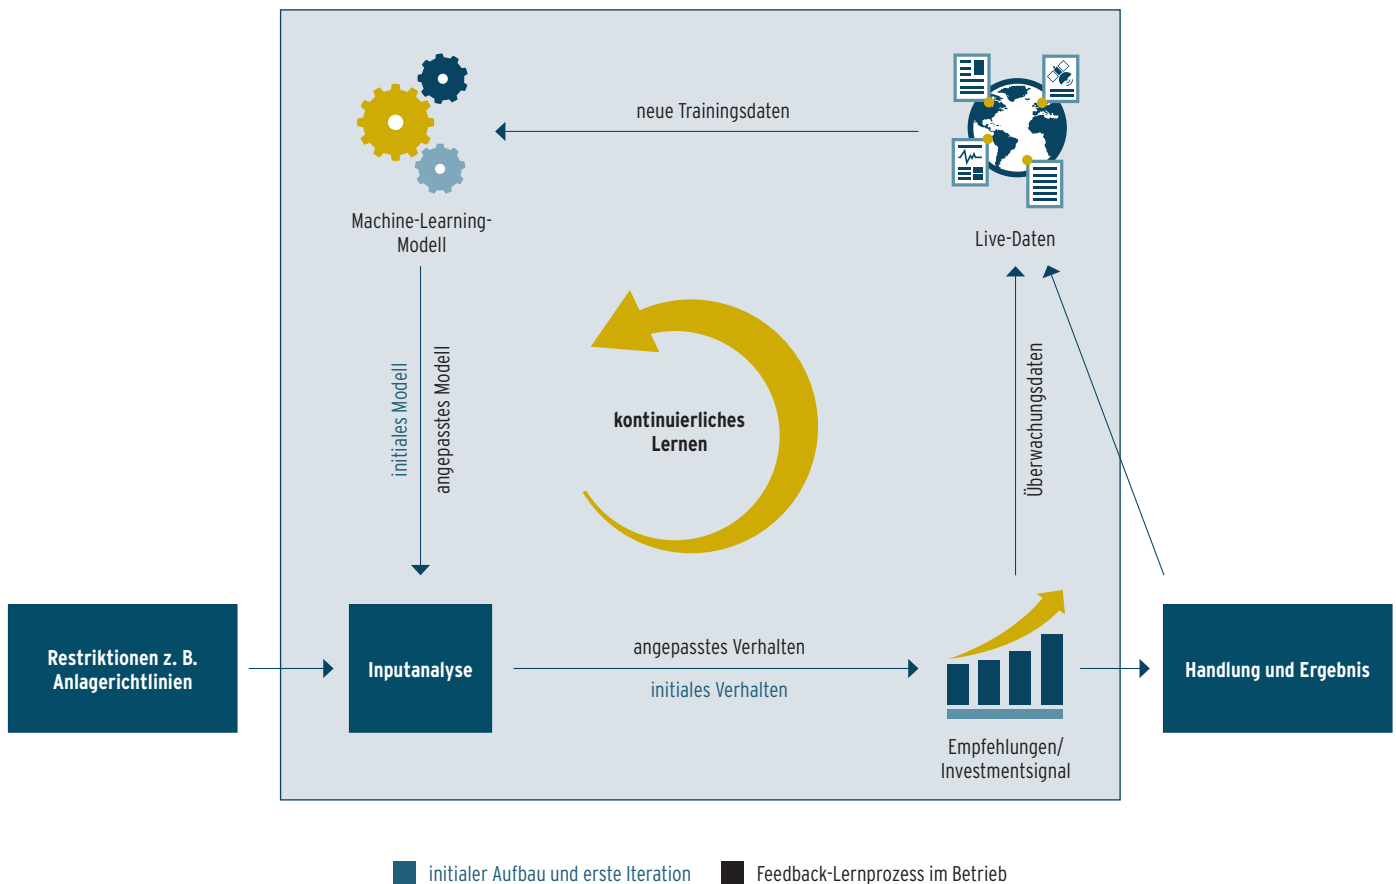 neue Trainingsdaten
Machine-Learning-
Modell
Live-Daten
initiales Modell
angepasstes Modell
kontinuierliches
Lernen
Überwachungsdaten
Restriktionen z. B.
Anlagerichtlinien
Inputanalyse
angepasstes Verhalten
initiales Verhalten
Empfehlungen/
Investmentsignal
Handlung und Ergebnis
initialer Aufbau und erste Iteration
Feedback-Lernprozess im Betrieb